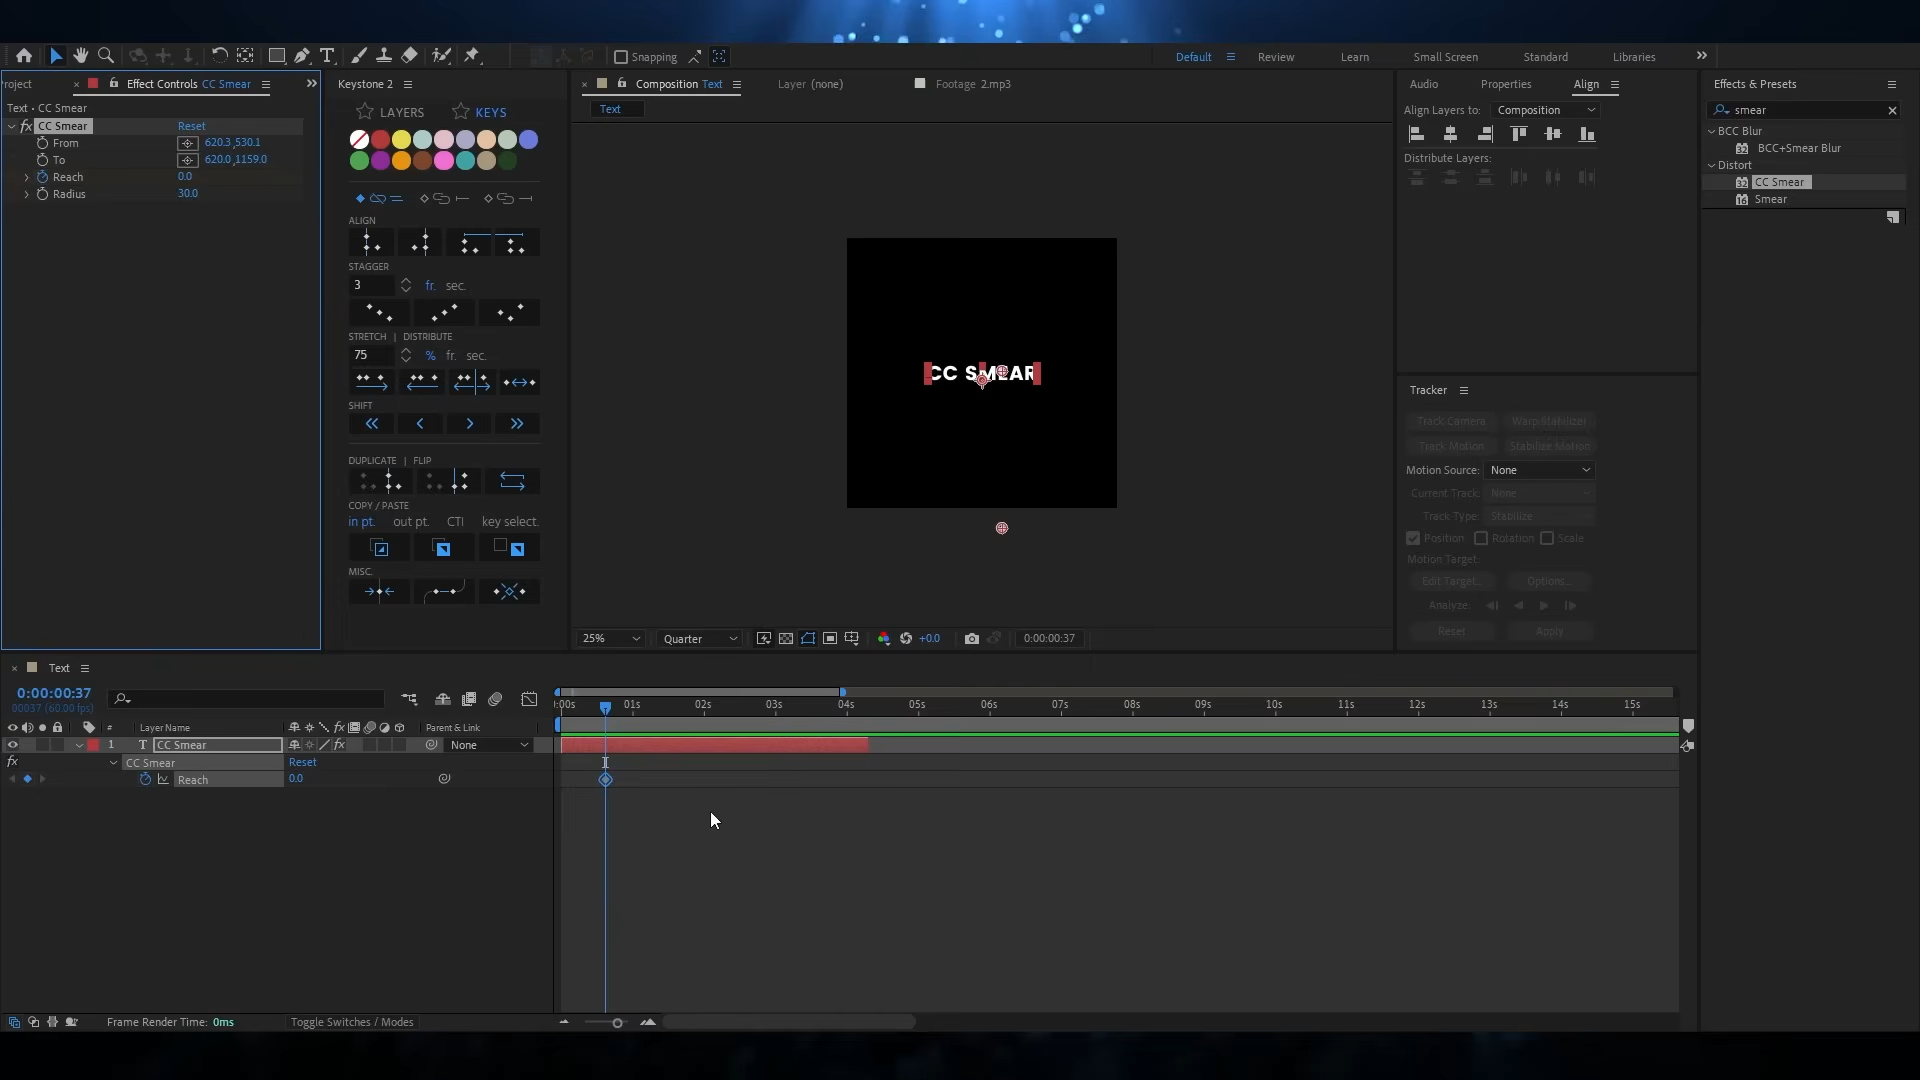 Snapping
Default
Review
Learn
Small Screen
Standard
Libraries
roject
Effect Controls CC Smear
Text • CC Smear
fx CC Smear
Reset
From
620.3,530.1
To
620.0,1159.0
Reach
0.0
Radius
30.0
Keystone 2
LAYERS
KEYS
ALIGN
STAGGER
3
fr.
sec.
STRETCH | DISTRIBUTE
75
%
fr.
sec.
SHIFT
DUPLICATE | FLIP
COPY / PASTE
in pt.
out pt.
CTI
key select.
MISC.
Composition Text
Layer (none)
Footage 2.mp3
Text
CC SMEAR
25%
Quarter
+0.0
0:00:00:37
Audio
Properties
Align
Align Layers to:
Composition
Distribute Layers:
Tracker
Track Camera
Warp Stabilizer
Track Motion
Stabilize Motion
Motion Source:
None
Current Track:
None
Track Type:
Stabilize
Position
Rotation
Scale
Motion Target:
Edit Target...
Options...
Analyze:
Reset
Apply
Effects & Presets
smear
BCC Blur
32
BCC+Smear Blur
Distort
32
CC Smear
16
Smear
Text
0:00:00:37
00037 (60.00 fps)
#
Layer Name
fx
Parent & Link
1
T
CC Smear
fx
None
fx
CC Smear
Reset
Reach
0.0
:00s
01s
02s
03s
04s
05s
06s
07s
08s
09s
10s
11s
12s
13s
14s
15s
Frame Render Time: 0ms
Toggle Switches / Modes